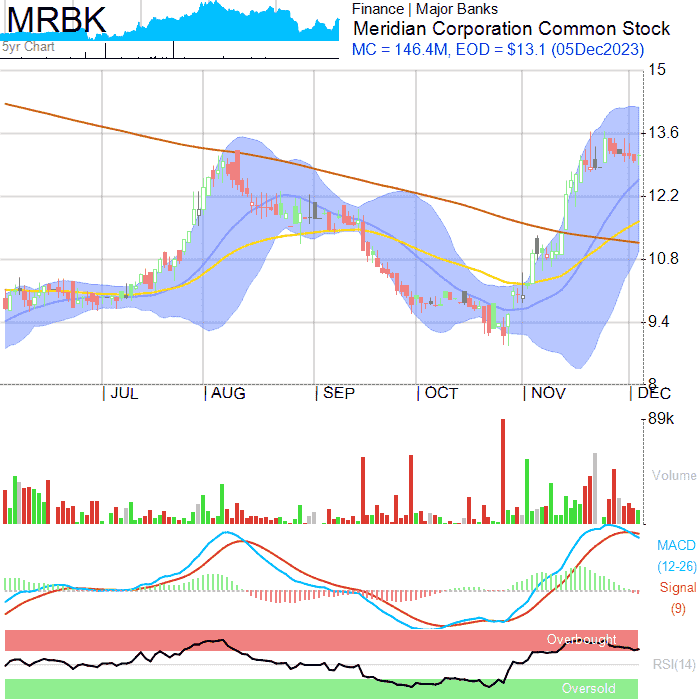 MRBK
Finance | Major Banks
Meridian Corporation Common Stock
MC = 146.4M, EOD = $13.1 (05Dec2023)
5yr Chart
15
13.6
12.2
10.8
9.4
8
JUL AUG SEP OCT NOV DEC
89k
Volume
MACD
(12-26)
Signal
(9)
Overbought
RSI(14)
Oversold